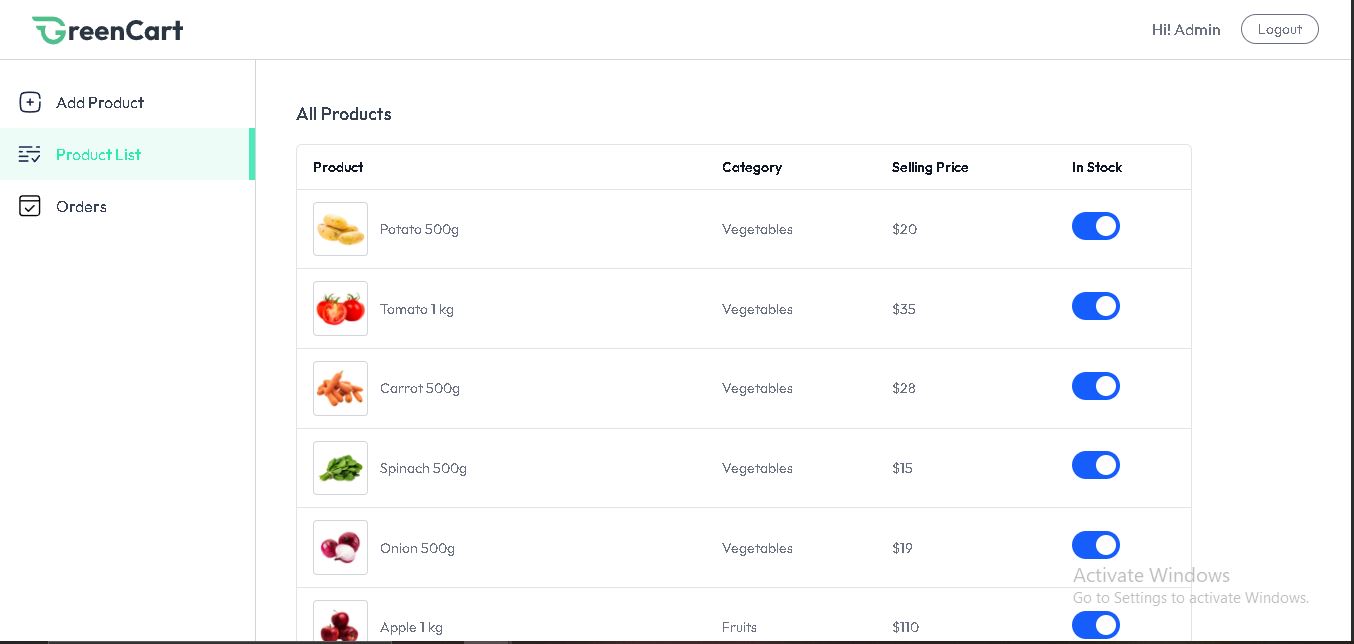 GreenCart
Hi! Admin
Logout
Add Product
Product List
Orders
All Products
Product Category Selling Price In Stock
Potato 500g Vegetables $20
Tomato 1 kg Vegetables $35
Carrot 500g Vegetables $28
Spinach 500g Vegetables $15
Onion 500g Vegetables $19
Activate Windows
Go to Settings to activate Windows.
Apple 1 kg Fruits $110